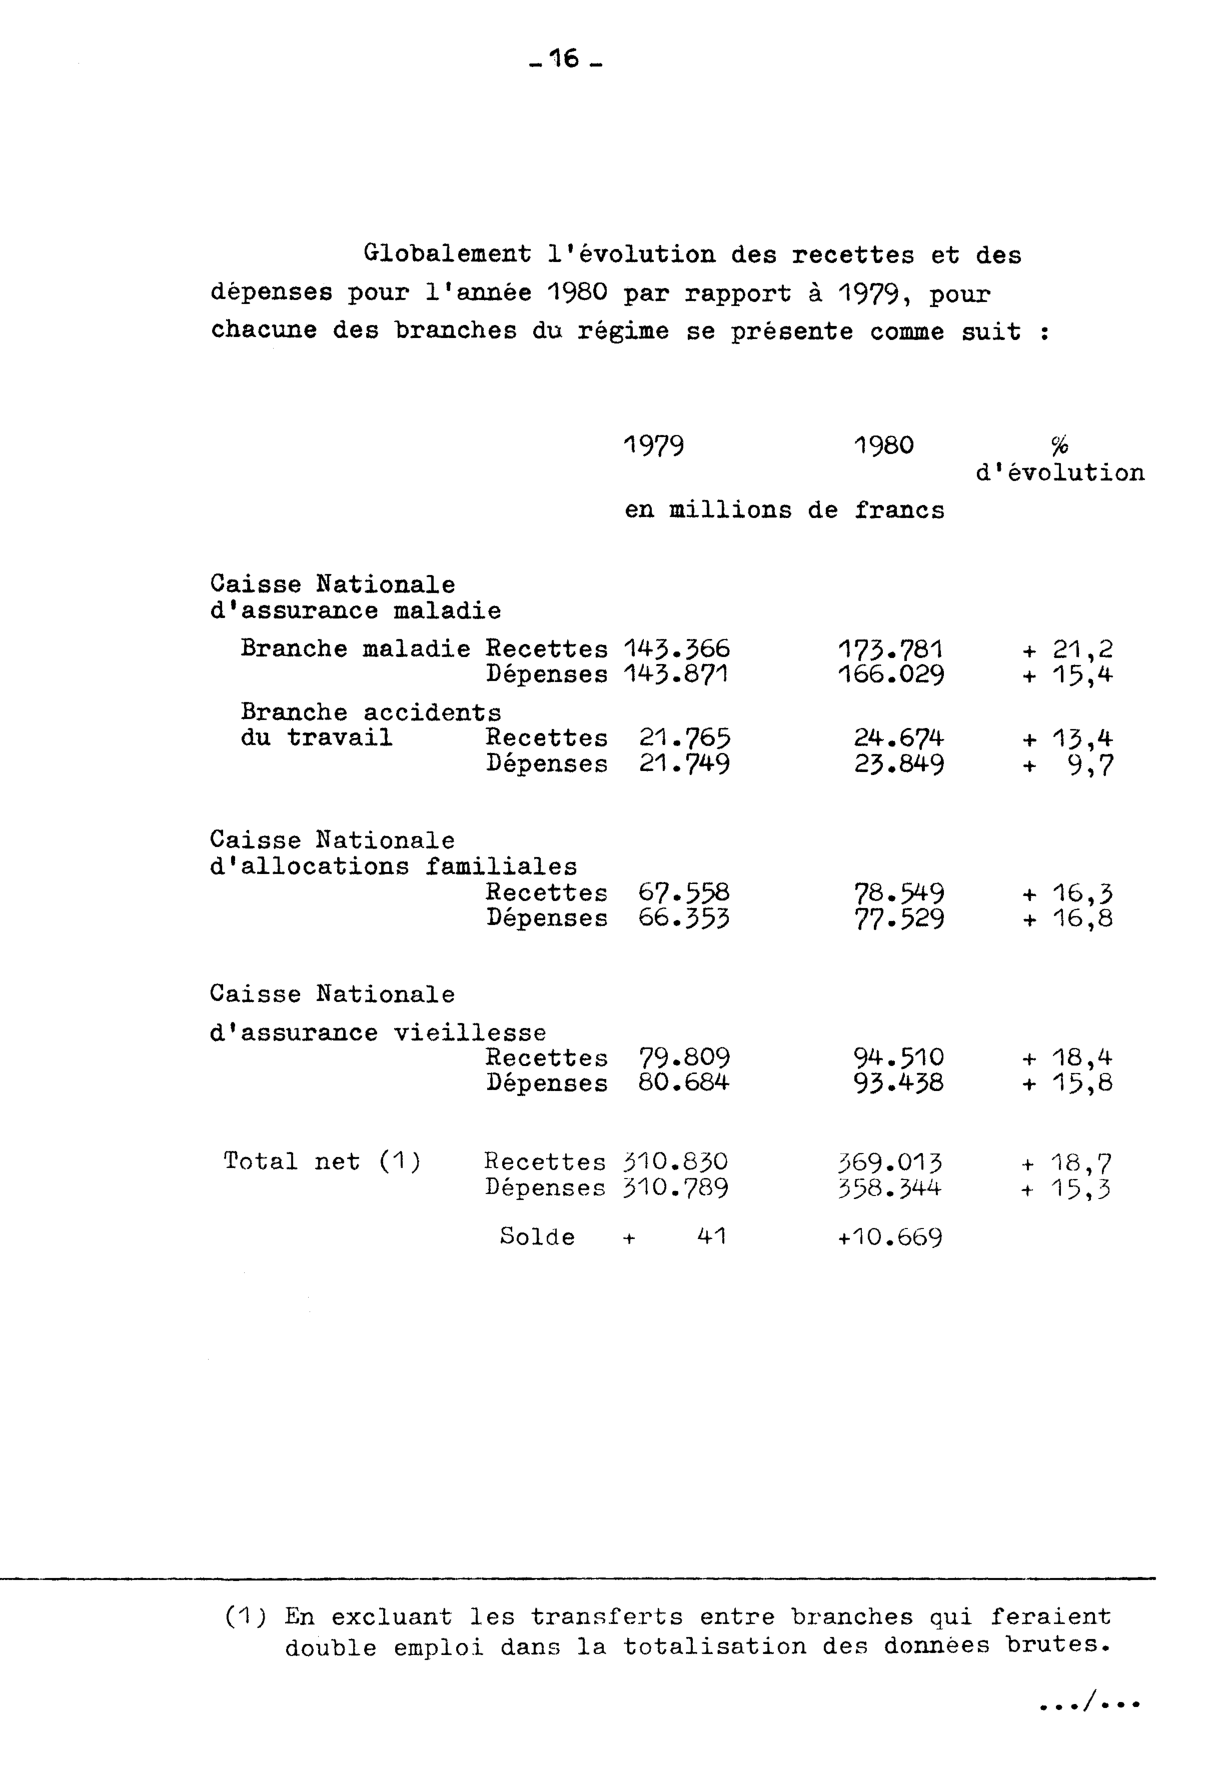 -16-
Globalement l'évolution des recettes et des
dépenses pour l'année 1980 par rapport à 1979, pour
chacune des branches du régime se présente comme suit :
1979 1980 %
d'évolution
en millions de francs
Caisse Nationale
d'assurance maladie
Branche maladie Recettes 143.366 173.781 + 21,2
Dépenses 143.871 166.029 + 15,4
Branche accidents
du travail Recettes 21.765 24.674 + 13,4
Dépenses 21.749 23.849 + 9,7
Caisse Nationale
d'allocations familiales
Recettes 67.558 78.549 + 16,3
Dépenses 66.353 77.529 + 16,8
Caisse Nationale
d'assurance vieillesse
Recettes 79.809 94.510 + 18,4
Dépenses 80.684 93.438 + 15,8
Total net (1) Recettes 310.830 369.013 + 18,7
Dépenses 310.789 358.344 + 15,3
Solde + 41 +10.669
(1) En excluant les transferts entre branches qui feraient
double emploi dans la totalisation des données brutes.
.../...